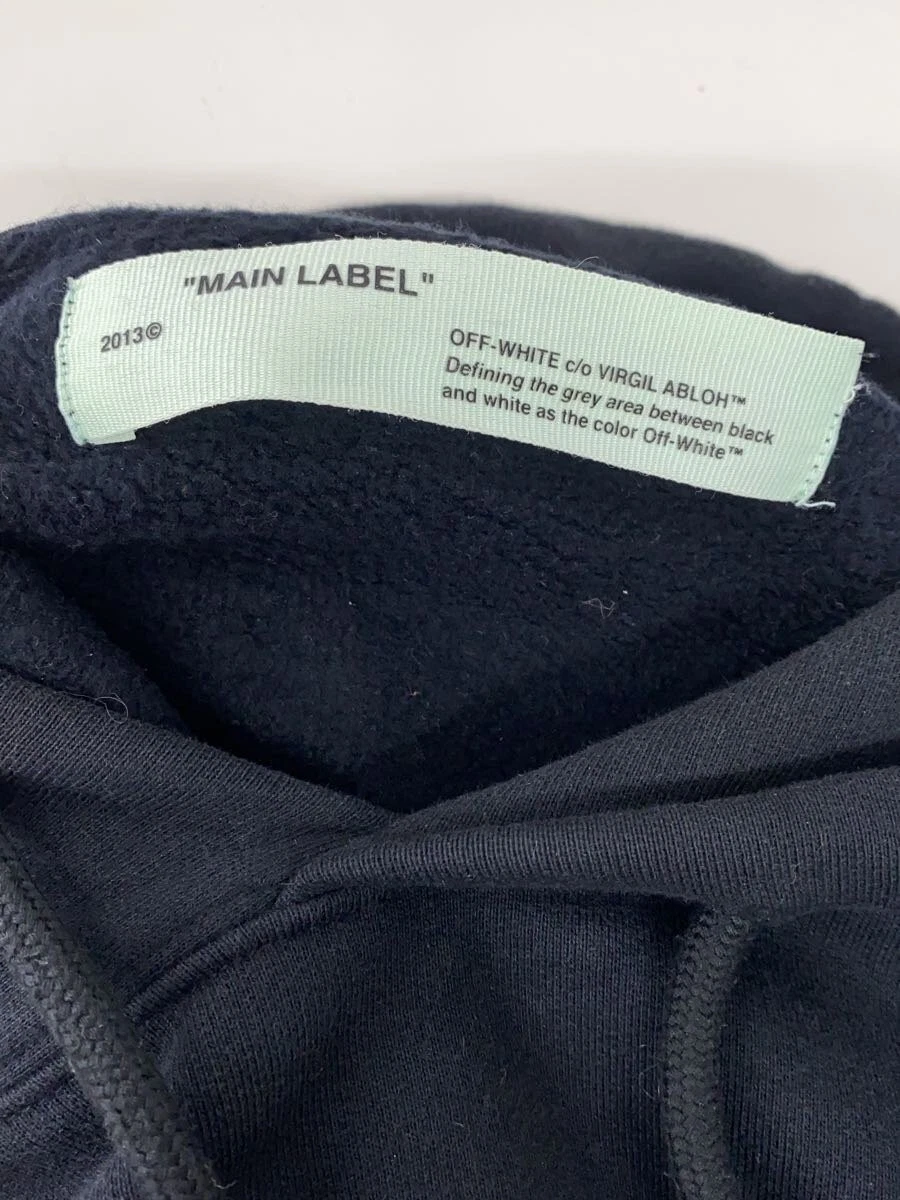 "MAIN LABEL"
2013©
OFF-WHITE c/o VIRGIL ABLOH™
Defining the grey area between black
and white as the color Off-White™